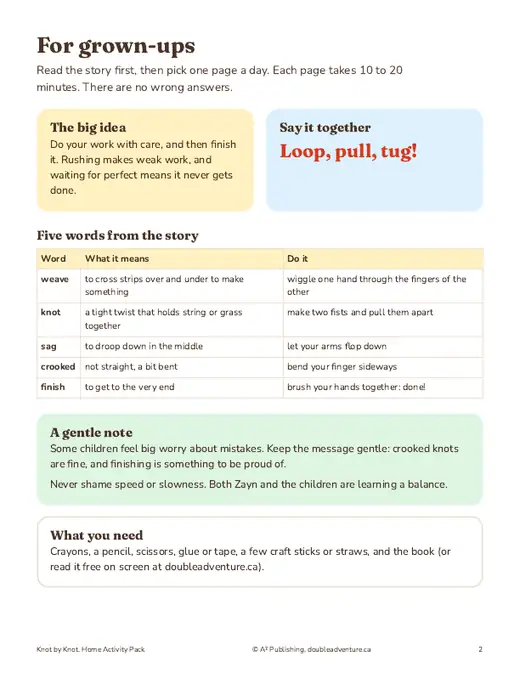 For grown-ups
Read the story first, then pick one page a day. Each page takes 10 to 20
minutes. There are no wrong answers.
The big idea
Do your work with care, and then finish
it. Rushing makes weak work, and
waiting for perfect means it never gets
done.
Say it together
Loop, pull, tug!
Five words from the story
Word What it means Do it
weave to cross strips over and under to make wiggle one hand through the fingers of the
something other
knot a tight twist that holds string or grass make two fists and pull them apart
together
sag to droop down in the middle let your arms flop down
crooked not straight, a bit bent bend your finger sideways
finish to get to the very end brush your hands together: done!
A gentle note
Some children feel big worry about mistakes. Keep the message gentle: crooked knots
are fine, and finishing is something to be proud of.
Never shame speed or slowness. Both Zayn and the children are learning a balance.
What you need
Crayons, a pencil, scissors, glue or tape, a few craft sticks or straws, and the book (or
read it free on screen at doubleadventure.ca).
Knot by Knot. Home Activity Pack © A² Publishing. doubleadventure.ca 2